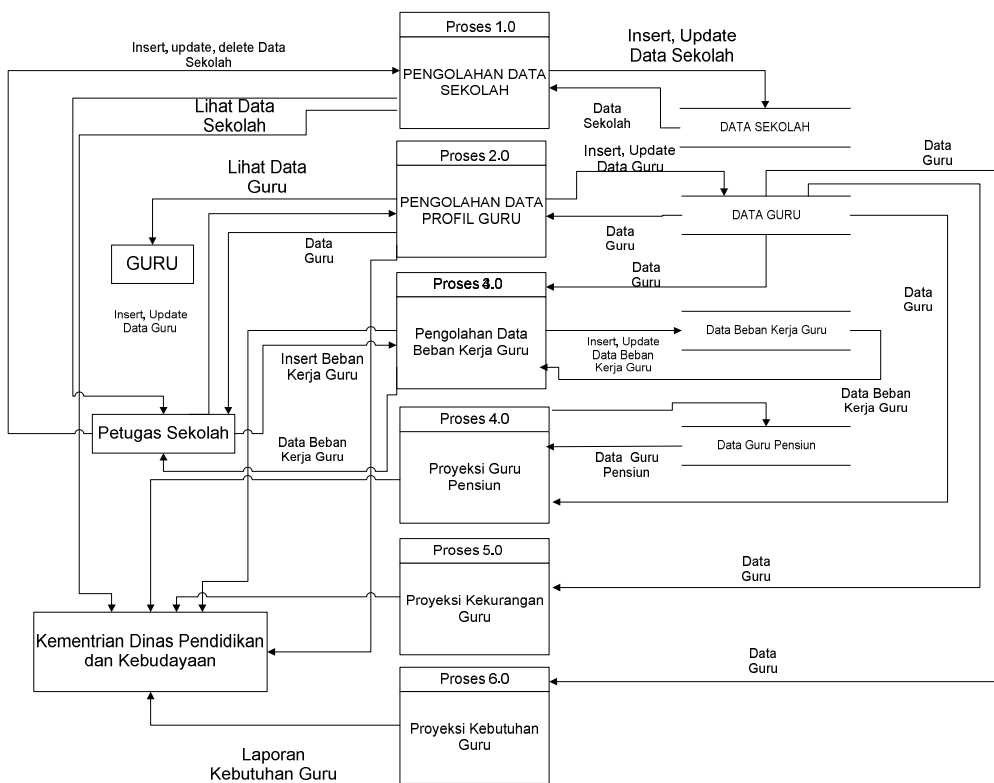 Proses 1.0
Insert, update, delete Data
Sekolah
PENGOLAHAN DATA
SEKOLAH
Insert, Update
Data Sekolah
Lihat Data
Sekolah
Data
Sekolah
DATA SEKOLAH
Proses 2.0
Insert, Update
Data Guru
Data
Guru
Lihat Data
Guru
PENGOLAHAN DATA
PROFIL GURU
DATA GURU
Data
Guru
Data
Guru
GURU
Data
Guru
Proses .0
Data
Guru
Insert, Update
Data Guru
Pengolahan Data
Beban Kerja Guru
Data Beban Kerja Guru
Insert Beban
Kerja Guru
Insert, Update
Data Beban
Kerja Guru
Data Beban
Kerja Guru
Petugas Sekolah
Proses 4.0
Data Beban
Kerja Guru
Proyeksi Guru
Pensiun
Data Guru
Pensiun
Data Guru Pensiun
Proses 5.0
Data
Guru
Proyeksi Kekurangan
Guru
Kementrian Dinas Pendidikan
dan Kebudayaan
Proses 6.0
Data
Guru
Proyeksi Kebutuhan
Guru
Laporan
Kebutuhan Guru